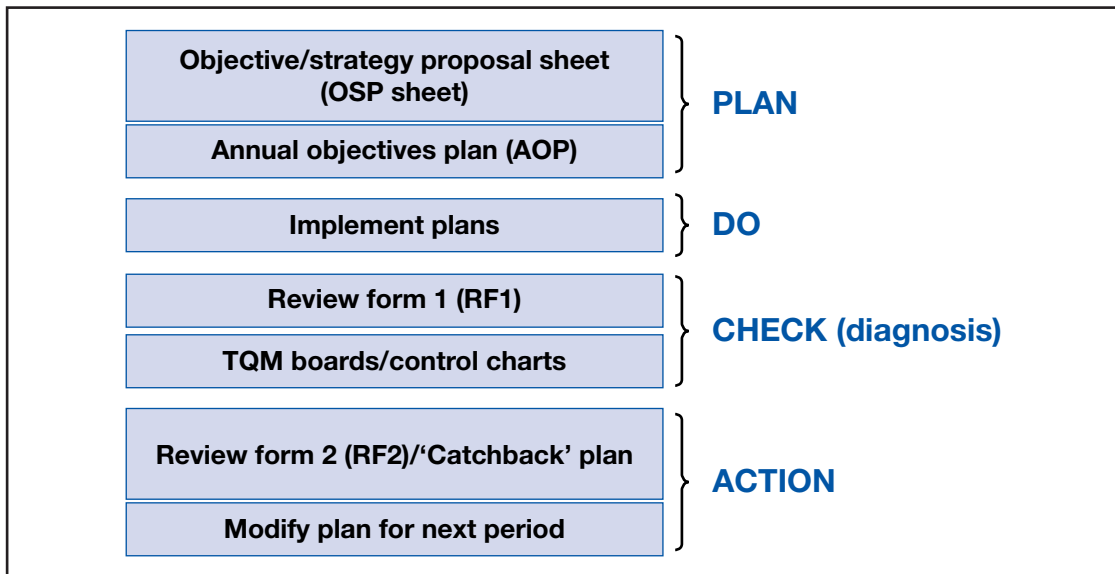 Objective/strategy proposal sheet
(OSP sheet)
Annual objectives plan (AOP)
PLAN
Implement plans
DO
Review form 1 (RF1)
TQM boards/control charts
CHECK (diagnosis)
Review form 2 (RF2)/‘Catchback’ plan
Modify plan for next period
ACTION